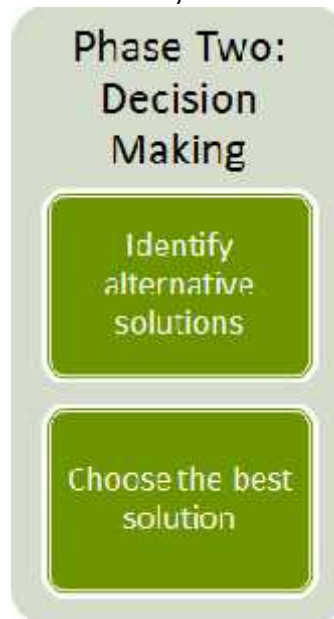 Phase Two:
Decision
Making
Identify
alternative
solutions
Choose the best
solution